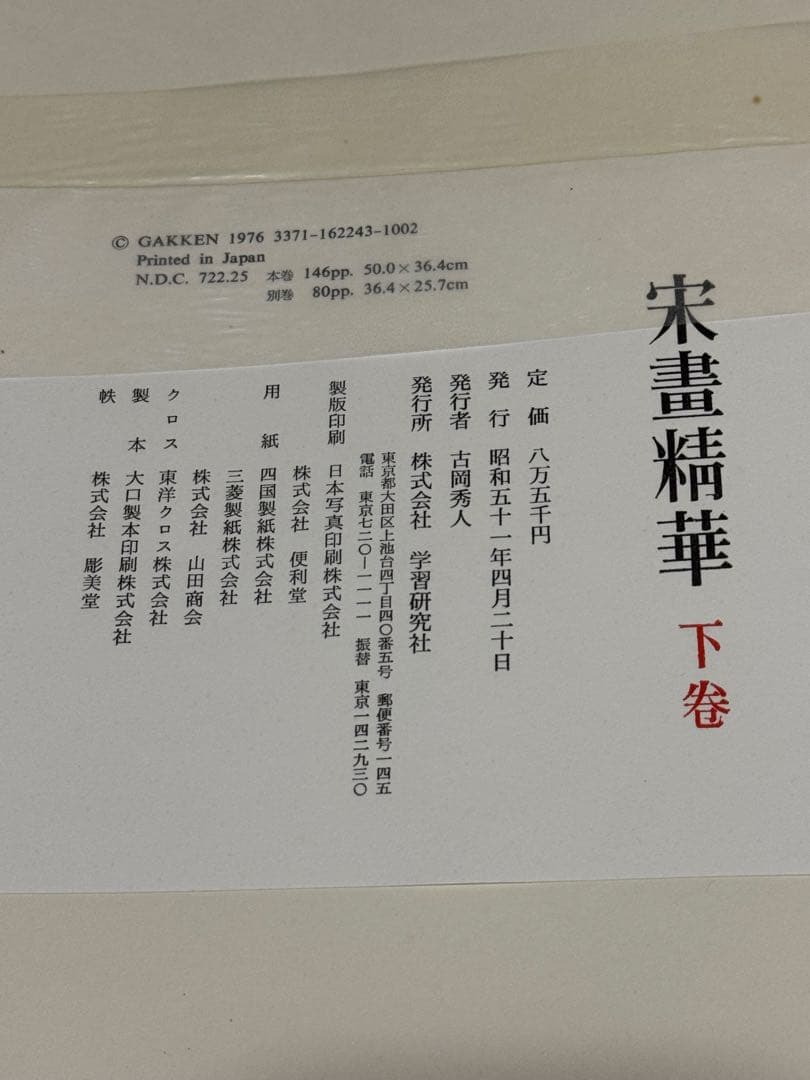 宋畫精華 下卷
定価 八万五千円
発行 昭和五十一年四月二十日
発行者 古岡秀人
発行所 株式会社 学習研究社
東京都大田区上池台四丁目四〇番五号 郵便番号一四五
電話 東京七二〇—一一一一 振替 東京一四二九三〇
製版印刷 日本写真印刷株式会社
株式会社 便利堂
用紙 四国製紙株式会社
三菱製紙株式会社
株式会社 山田商会
クロス 東洋クロス株式会社
製本 大口製本印刷株式会社
帙 株式会社 彫美堂
© GAKKEN 1976 3371-162243-1002
Printed in Japan
N.D.C. 722.25 本巻 146pp. 50.0×36.4cm
別巻 80pp. 36.4×25.7cm